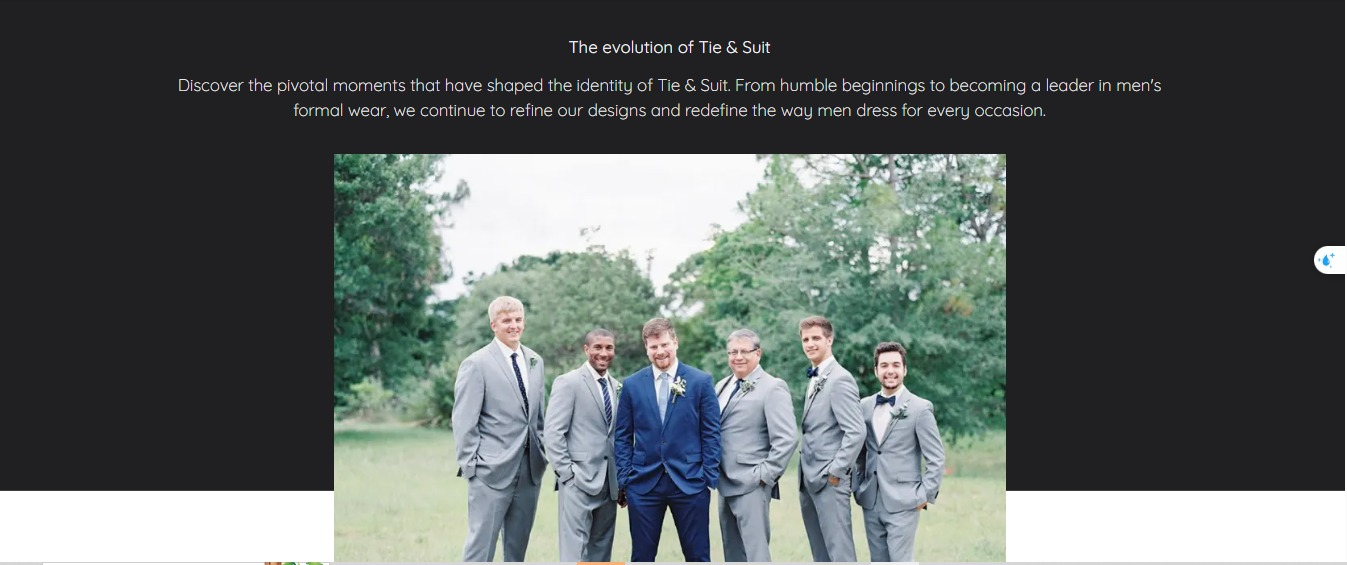 The evolution of Tie & Suit
Discover the pivotal moments that have shaped the identity of Tie & Suit. From humble beginnings to becoming a leader in men's
formal wear, we continue to refine our designs and redefine the way men dress for every occasion.